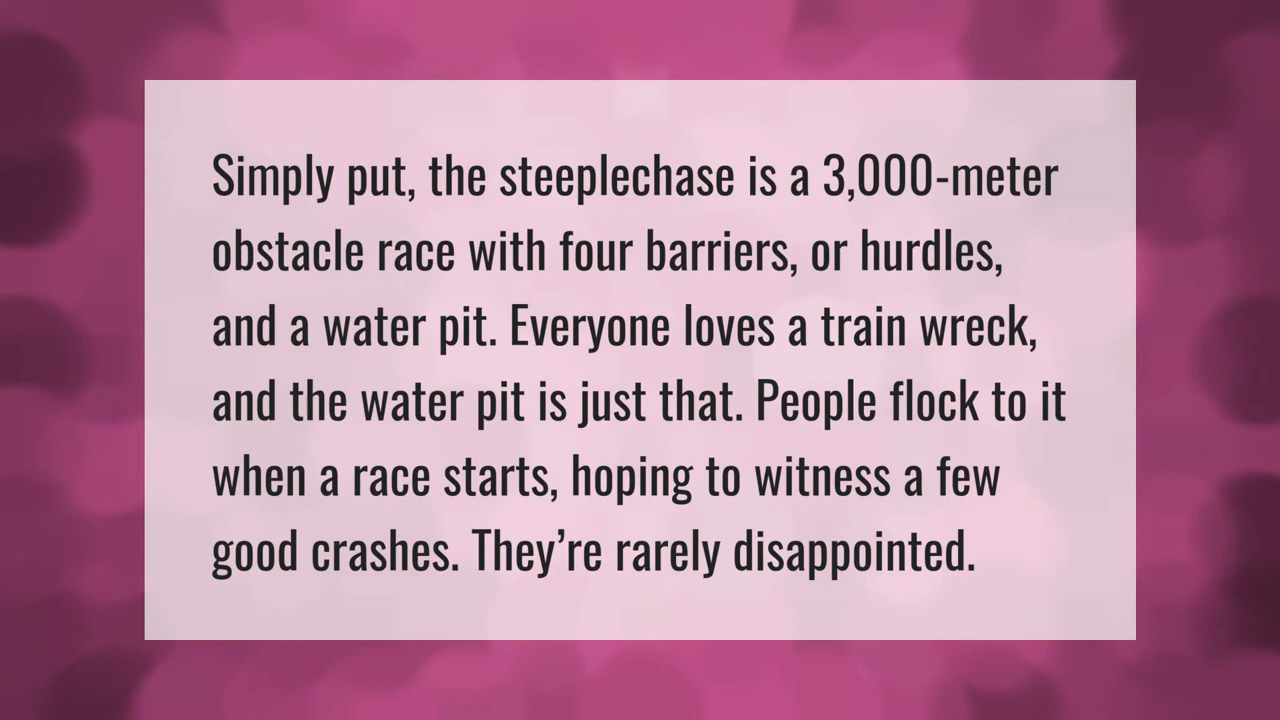 Simply put, the steeplechase is a 3,000-meter
obstacle race with four barriers, or hurdles,
and a water pit. Everyone loves a train wreck,
and the water pit is just that. People flock to it
when a race starts, hoping to witness a few
good crashes. They’re rarely disappointed.